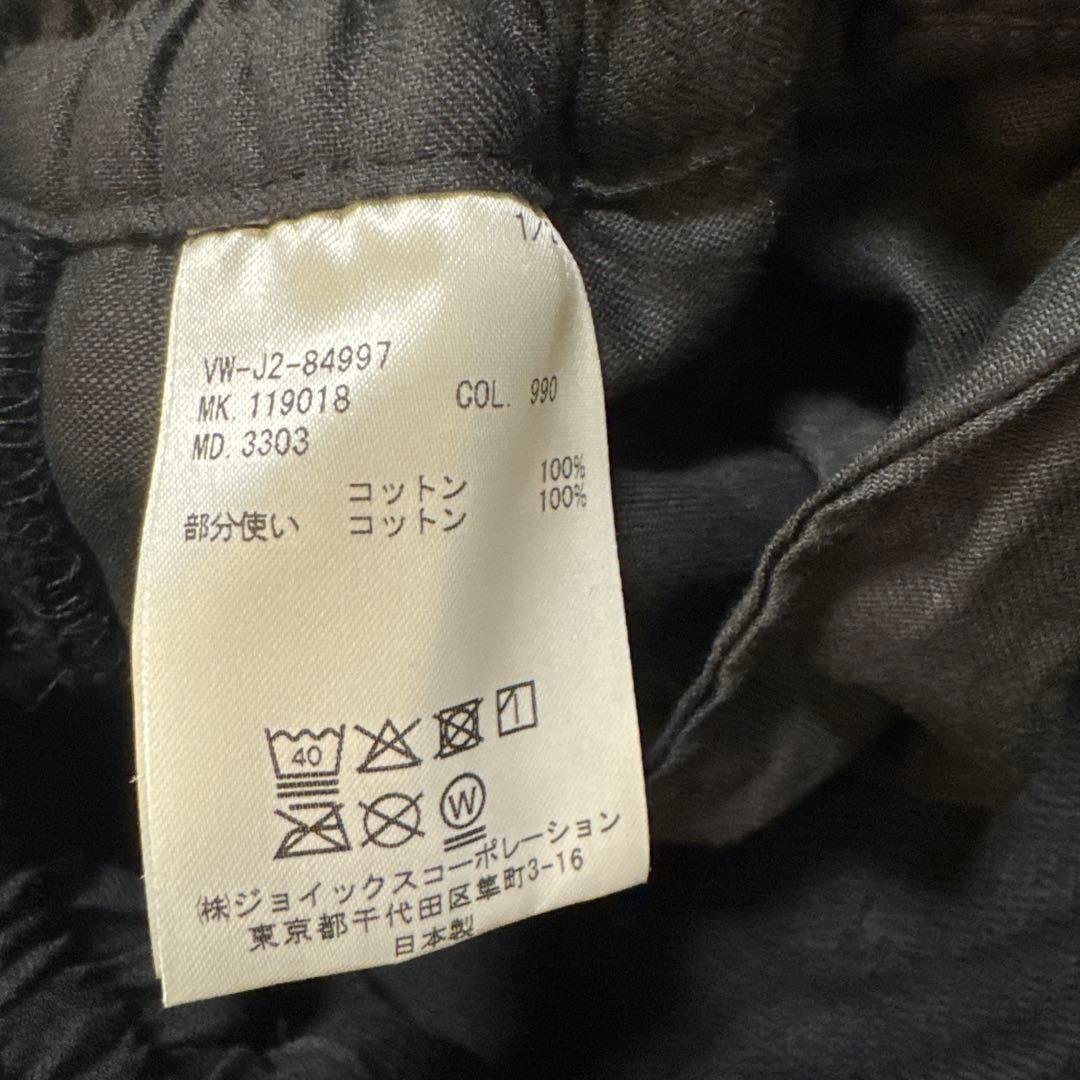 VW-J2-84997
MK. 119018 COL. 990
MD. 3303
コットン 100%
部分使い コットン 100%
40
W
㈱ジョイックスコーポレーション
東京都千代田区隼町3-16
日本製